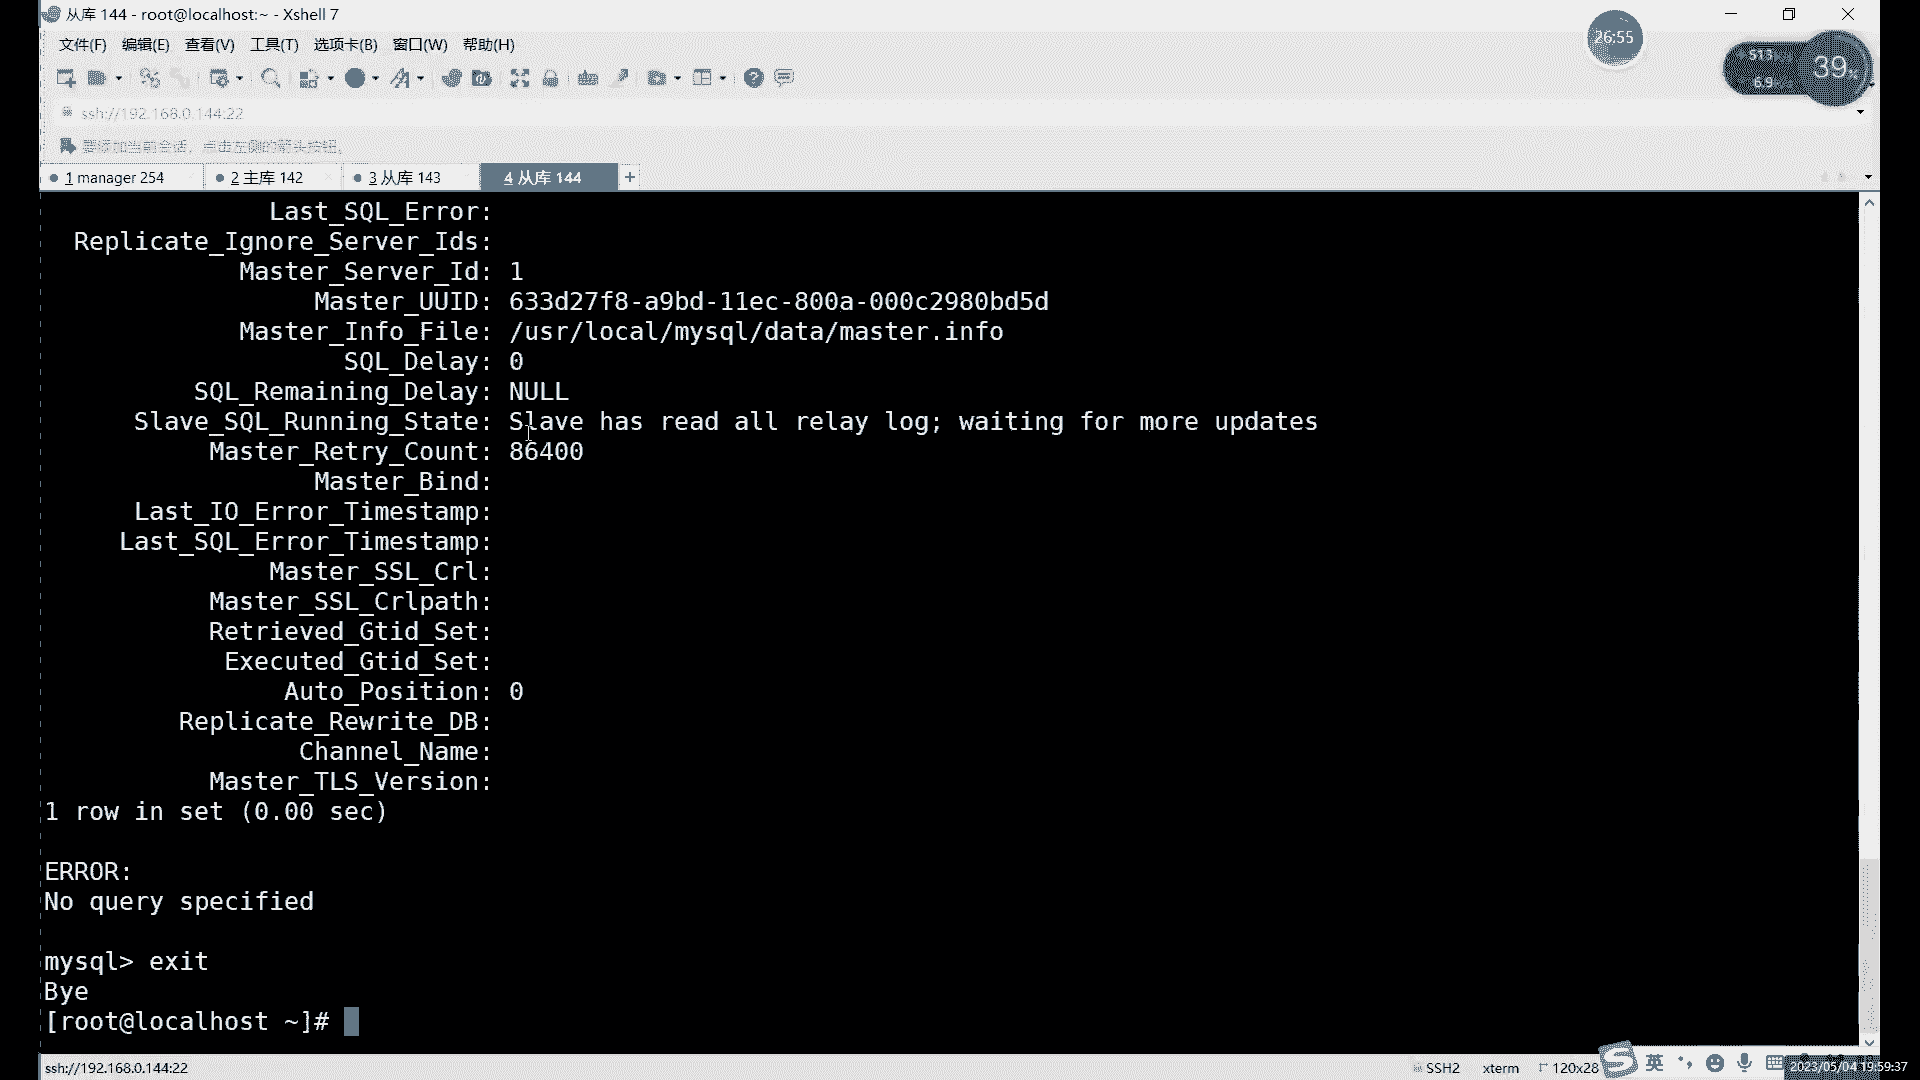 从库 144 - root@localhost:~ - Xshell 7
文件(F) 编辑(E) 查看(V) 工具(T) 选项卡(B) 窗口(W) 帮助(H)
26:55
513
6.9
39%
ssh://192.168.0.144:22
要添加当前会话，点击左侧的箭头按钮。
1 manager 254
2 主库 142
3 从库 143
4 从库 144
+
Last_SQL_Error:
Replicate_Ignore_Server_Ids:
Master_Server_Id: 1
Master_UUID: 633d27f8-a9bd-11ec-800a-000c2980bd5d
Master_Info_File: /usr/local/mysql/data/master.info
SQL_Delay: 0
SQL_Remaining_Delay: NULL
Slave_SQL_Running_State: Slave has read all relay log; waiting for more updates
Master_Retry_Count: 86400
Master_Bind:
Last_IO_Error_Timestamp:
Last_SQL_Error_Timestamp:
Master_SSL_Crl:
Master_SSL_Crlpath:
Retrieved_Gtid_Set:
Executed_Gtid_Set:
Auto_Position: 0
Replicate_Rewrite_DB:
Channel_Name:
Master_TLS_Version:
1 row in set (0.00 sec)
ERROR:
No query specified
mysql> exit
Bye
[root@localhost ~]#
ssh://192.168.0.144:22
SSH2
xterm
120x28
英
2023/05/04 19:59:37